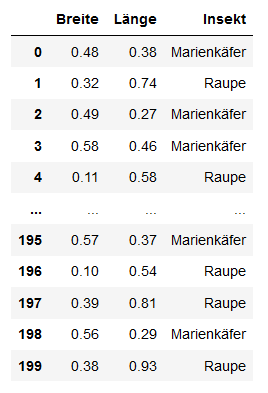 Breite Länge Insekt
0 0.48 0.38 Marienkäfer
1 0.32 0.74 Raupe
2 0.49 0.27 Marienkäfer
3 0.58 0.46 Marienkäfer
4 0.11 0.58 Raupe
... ... ... ...
195 0.57 0.37 Marienkäfer
196 0.10 0.54 Raupe
197 0.39 0.81 Raupe
198 0.56 0.29 Marienkäfer
199 0.38 0.93 Raupe